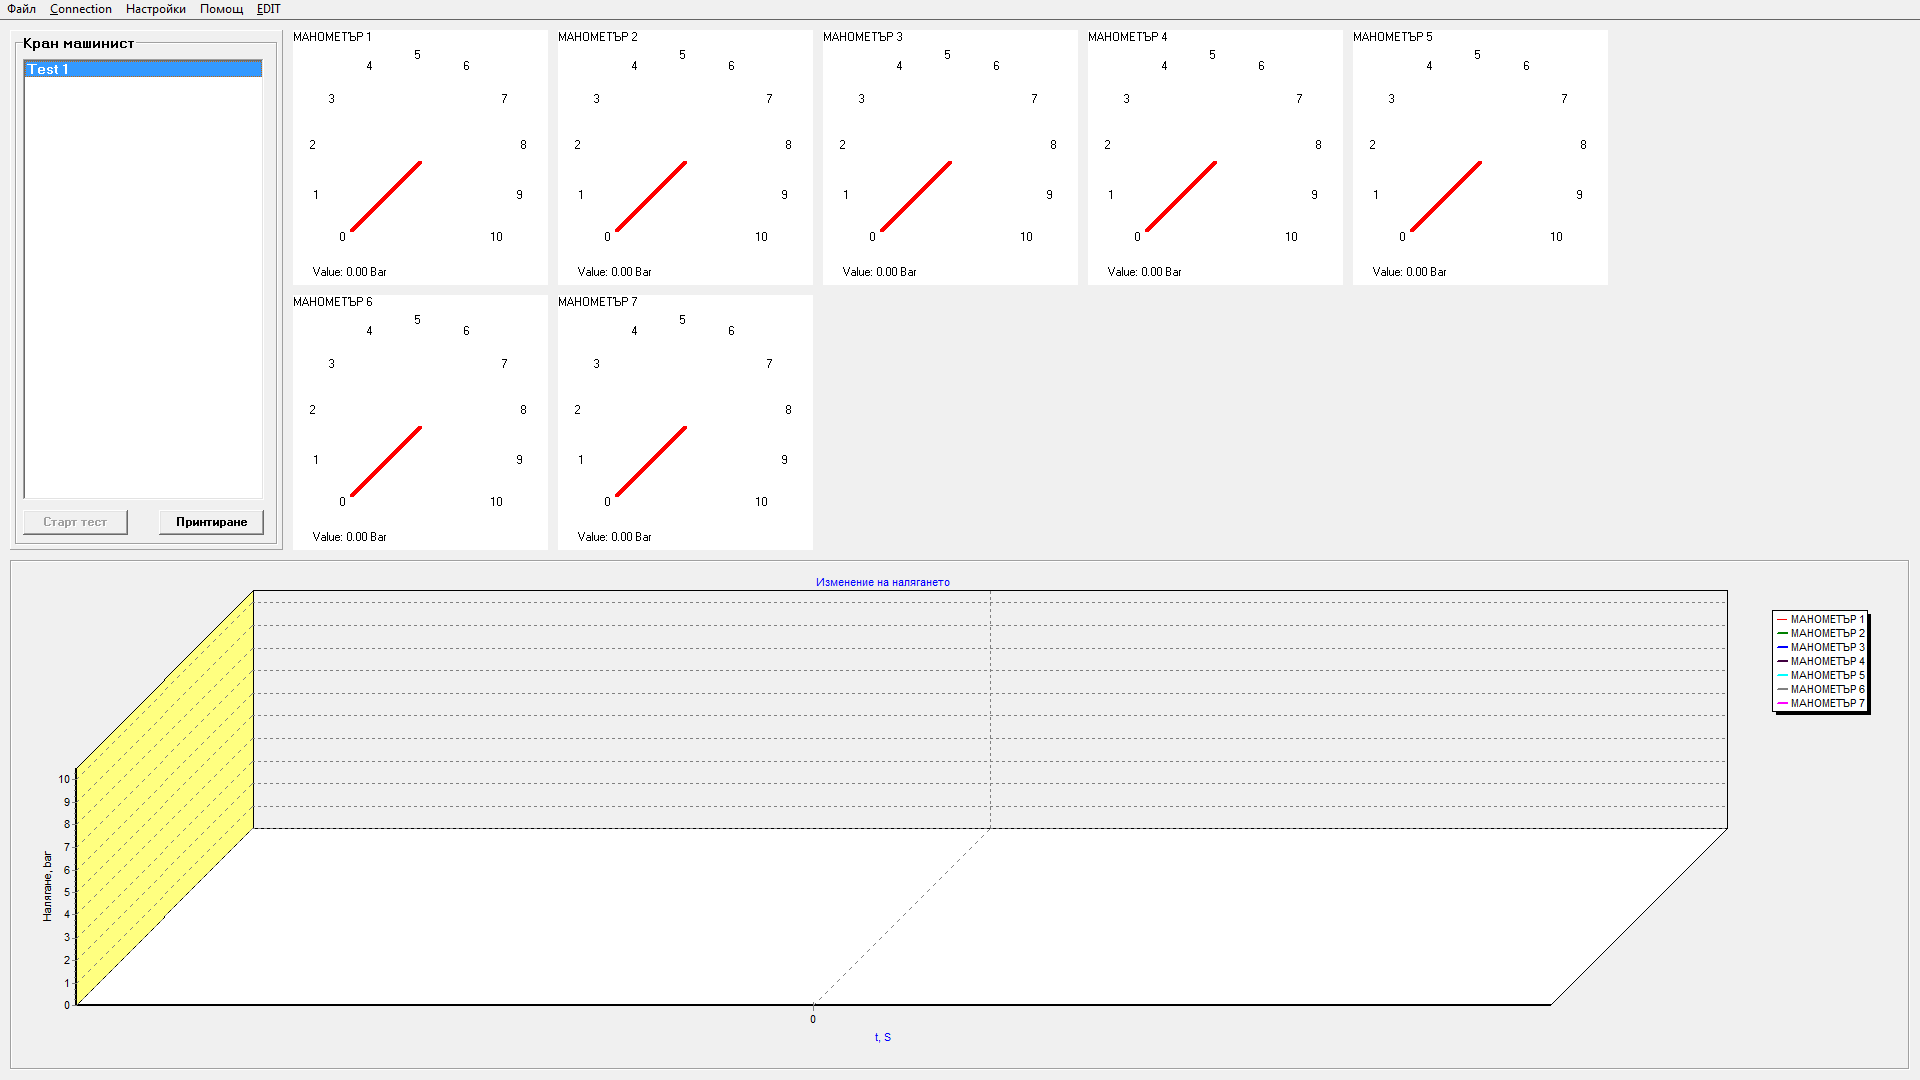 Файл Connection Настройки Помощ EDIT
Кран машинист
Test 1
Старт тест Принтиране
МАНОМЕТЪР 1
0 1 2 3 4 5 6 7 8 9 10
Value: 0.00 Bar
МАНОМЕТЪР 2
0 1 2 3 4 5 6 7 8 9 10
Value: 0.00 Bar
МАНОМЕТЪР 3
0 1 2 3 4 5 6 7 8 9 10
Value: 0.00 Bar
МАНОМЕТЪР 4
0 1 2 3 4 5 6 7 8 9 10
Value: 0.00 Bar
МАНОМЕТЪР 5
0 1 2 3 4 5 6 7 8 9 10
Value: 0.00 Bar
МАНОМЕТЪР 6
0 1 2 3 4 5 6 7 8 9 10
Value: 0.00 Bar
МАНОМЕТЪР 7
0 1 2 3 4 5 6 7 8 9 10
Value: 0.00 Bar
Изменение на налягането
МАНОМЕТЪР 1
МАНОМЕТЪР 2
МАНОМЕТЪР 3
МАНОМЕТЪР 4
МАНОМЕТЪР 5
МАНОМЕТЪР 6
МАНОМЕТЪР 7
Налягане, bar
10
9
8
7
6
5
4
3
2
1
0
0
t, S